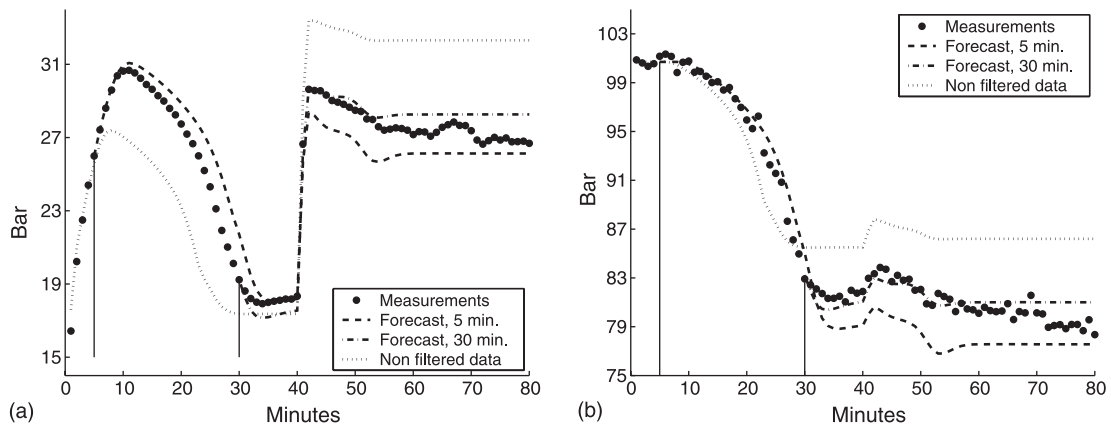 Bar
31
27
23
19
15
0 10 20 30 40 50 60 70 80
Minutes
Measurements
Forecast, 5 min.
Forecast, 30 min.
Non filtered data
(a)
Bar
103
99
95
91
87
83
79
75
0 10 20 30 40 50 60 70 80
Minutes
Measurements
Forecast, 5 min.
Forecast, 30 min.
Non filtered data
(b)